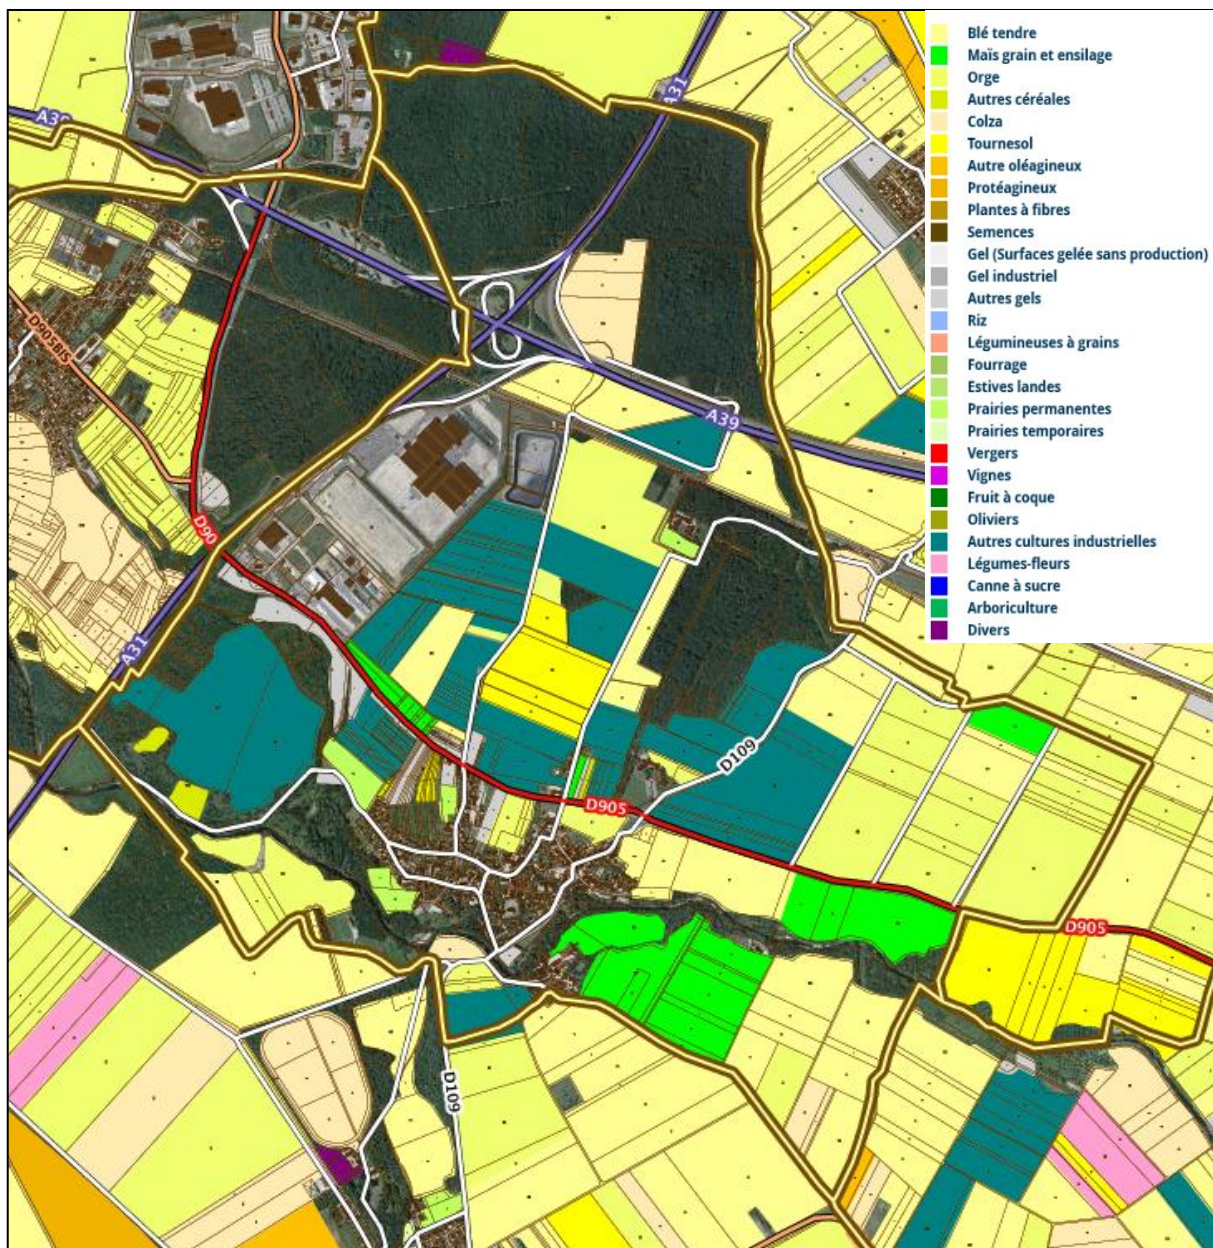 Blé tendre
Maïs grain et ensilage
Orge
Autres céréales
Colza
Tournesol
Autre oléagineux
Protéagineux
Plantes à fibres
Semences
Gel (Surfaces gelée sans production)
Gel industriel
Autres gels
Riz
Légumineuses à grains
Fourrage
Estives landes
Prairies permanentes
Prairies temporaires
Vergers
Vignes
Fruit à coque
Oliviers
Autres cultures industrielles
Légumes-fleurs
Canne à sucre
Arboriculture
Divers
A31
D905BIS
A39
D90
A31
D109
D905
D905
D109